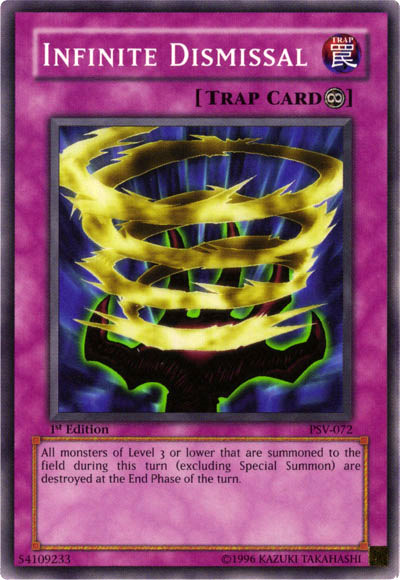 INFINITE DISMISSAL
TRAP
罠
[TRAP CARD♾]
1st Edition
PSV-072
All monsters of Level 3 or lower that are summoned to the
field during this turn (excluding Special Summon) are
destroyed at the End Phase of the turn.
54109233
©1996 KAZUKI TAKAHASHI